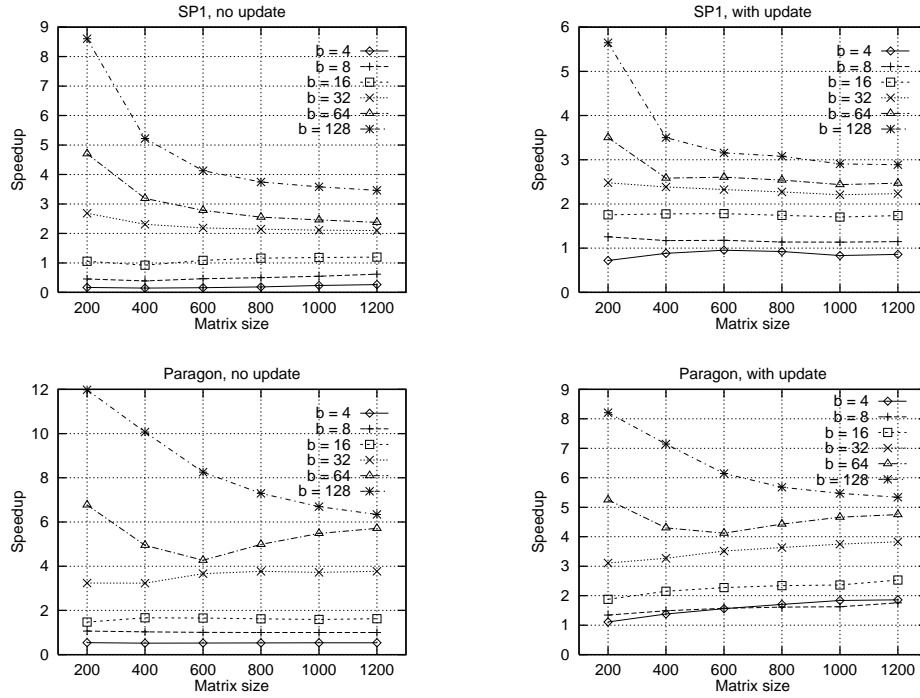 SP1, no update
9
8
7
6
5
4
3
2
1
0
Speedup
b = 4
b = 8
b = 16
b = 32
b = 64
b = 128
200 400 600 800 1000 1200
Matrix size
SP1, with update
6
5
4
3
2
1
0
Speedup
b = 4
b = 8
b = 16
b = 32
b = 64
b = 128
200 400 600 800 1000 1200
Matrix size
Paragon, no update
12
10
8
6
4
2
0
Speedup
b = 4
b = 8
b = 16
b = 32
b = 64
b = 128
200 400 600 800 1000 1200
Matrix size
Paragon, with update
9
8
7
6
5
4
3
2
1
0
Speedup
b = 4
b = 8
b = 16
b = 32
b = 64
b = 128
200 400 600 800 1000 1200
Matrix size